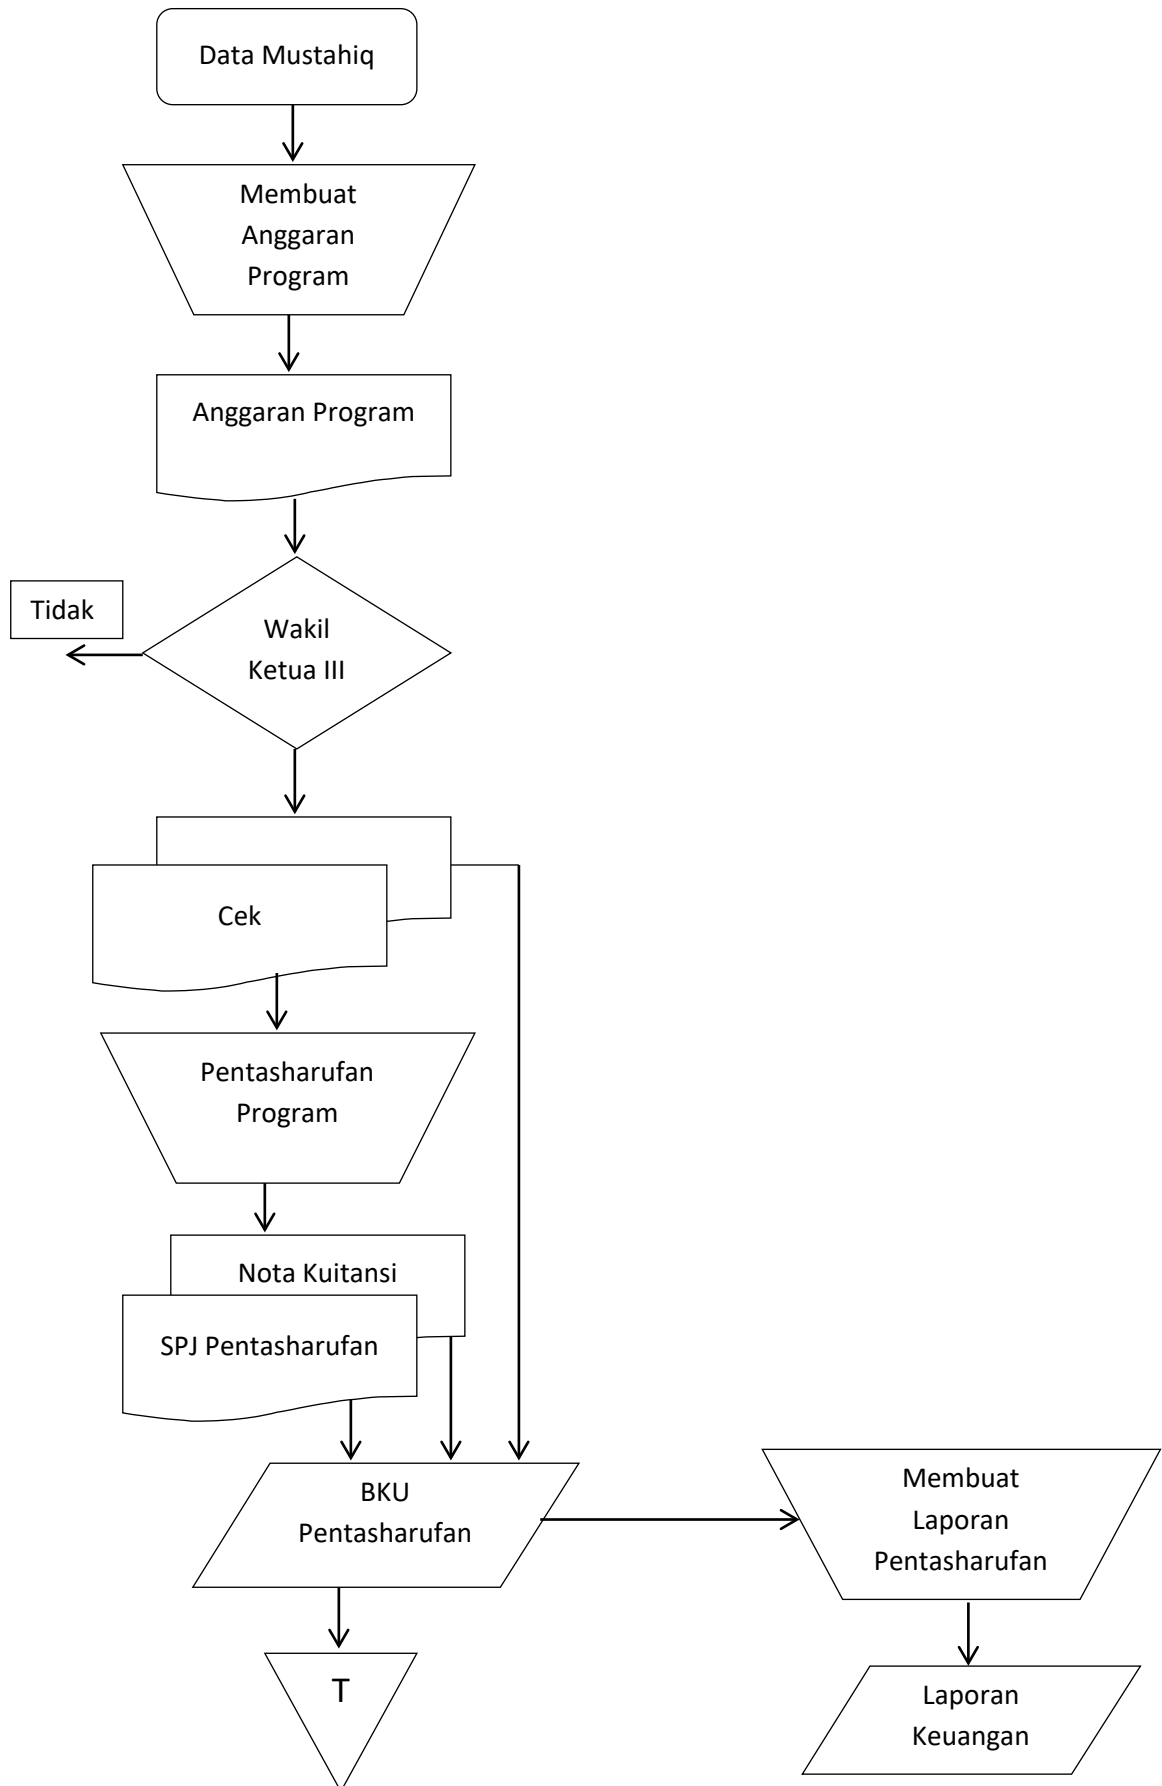 Data Mustahiq
Membuat
Anggaran
Program
Anggaran Program
Tidak
Wakil
Ketua III
Cek
Pentasharufan
Program
Nota Kuitansi
SPJ Pentasharufan
BKU
Pentasharufan
Membuat
Laporan
Pentasharufan
T
Laporan
Keuangan